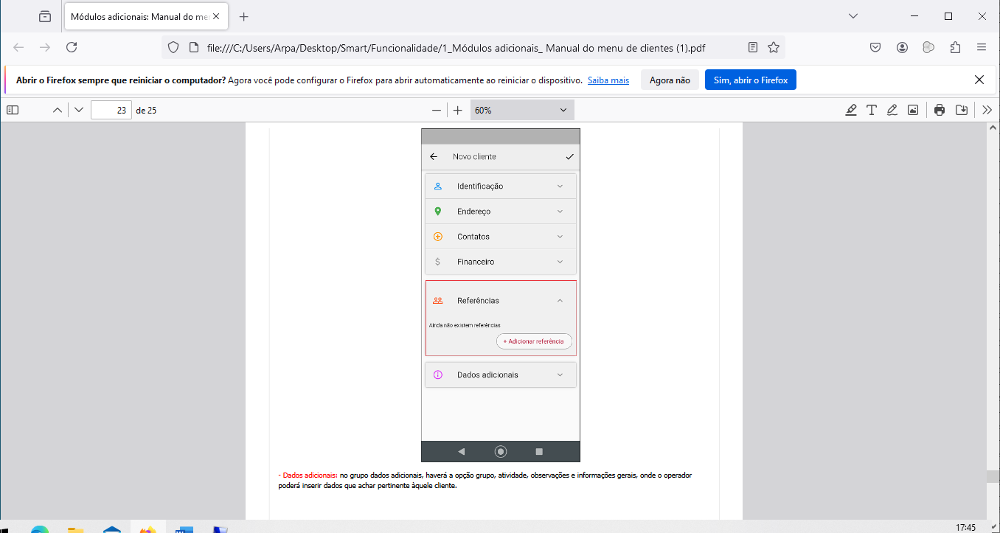 Módulos adicionais: Manual do me
file:///C:/Users/Arpa/Desktop/Smart/Funcionalidade/1_Módulos adicionais_ Manual do menu de clientes (1).pdf
Abrir o Firefox sempre que reiniciar o computador? Agora você pode configurar o Firefox para abrir automaticamente ao reiniciar o dispositivo. Saiba mais Agora não Sim, abrir o Firefox
23 de 25 60%
Novo cliente
Identificação
Endereço
Contatos
Financeiro
Referências
Ainda não existem referências
+ Adicionar referência
Dados adicionais
- Dados adicionais: no grupo dados adicionais, haverá a opção grupo, atividade, observações e informações gerais, onde o operador
poderá inserir dados que achar pertinente àquele cliente.
17:45